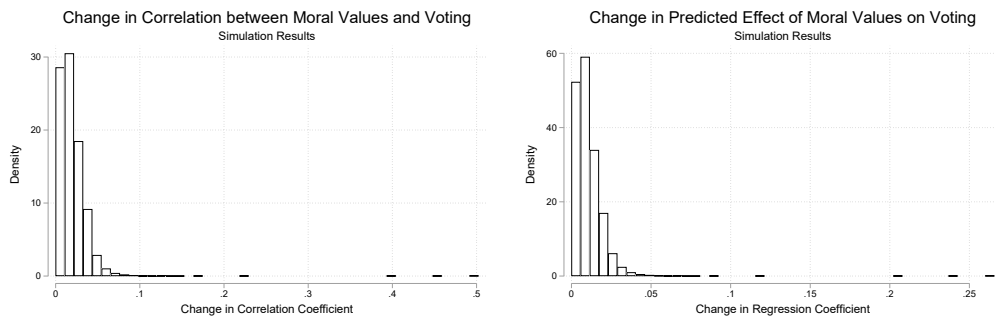 Change in Correlation between Moral Values and Voting
Simulation Results
Density
30
20
10
0
0 .1 .2 .3 .4 .5
Change in Correlation Coefficient
Change in Predicted Effect of Moral Values on Voting
Simulation Results
Density
60
40
20
0
0 .05 .1 .15 .2 .25
Change in Regression Coefficient